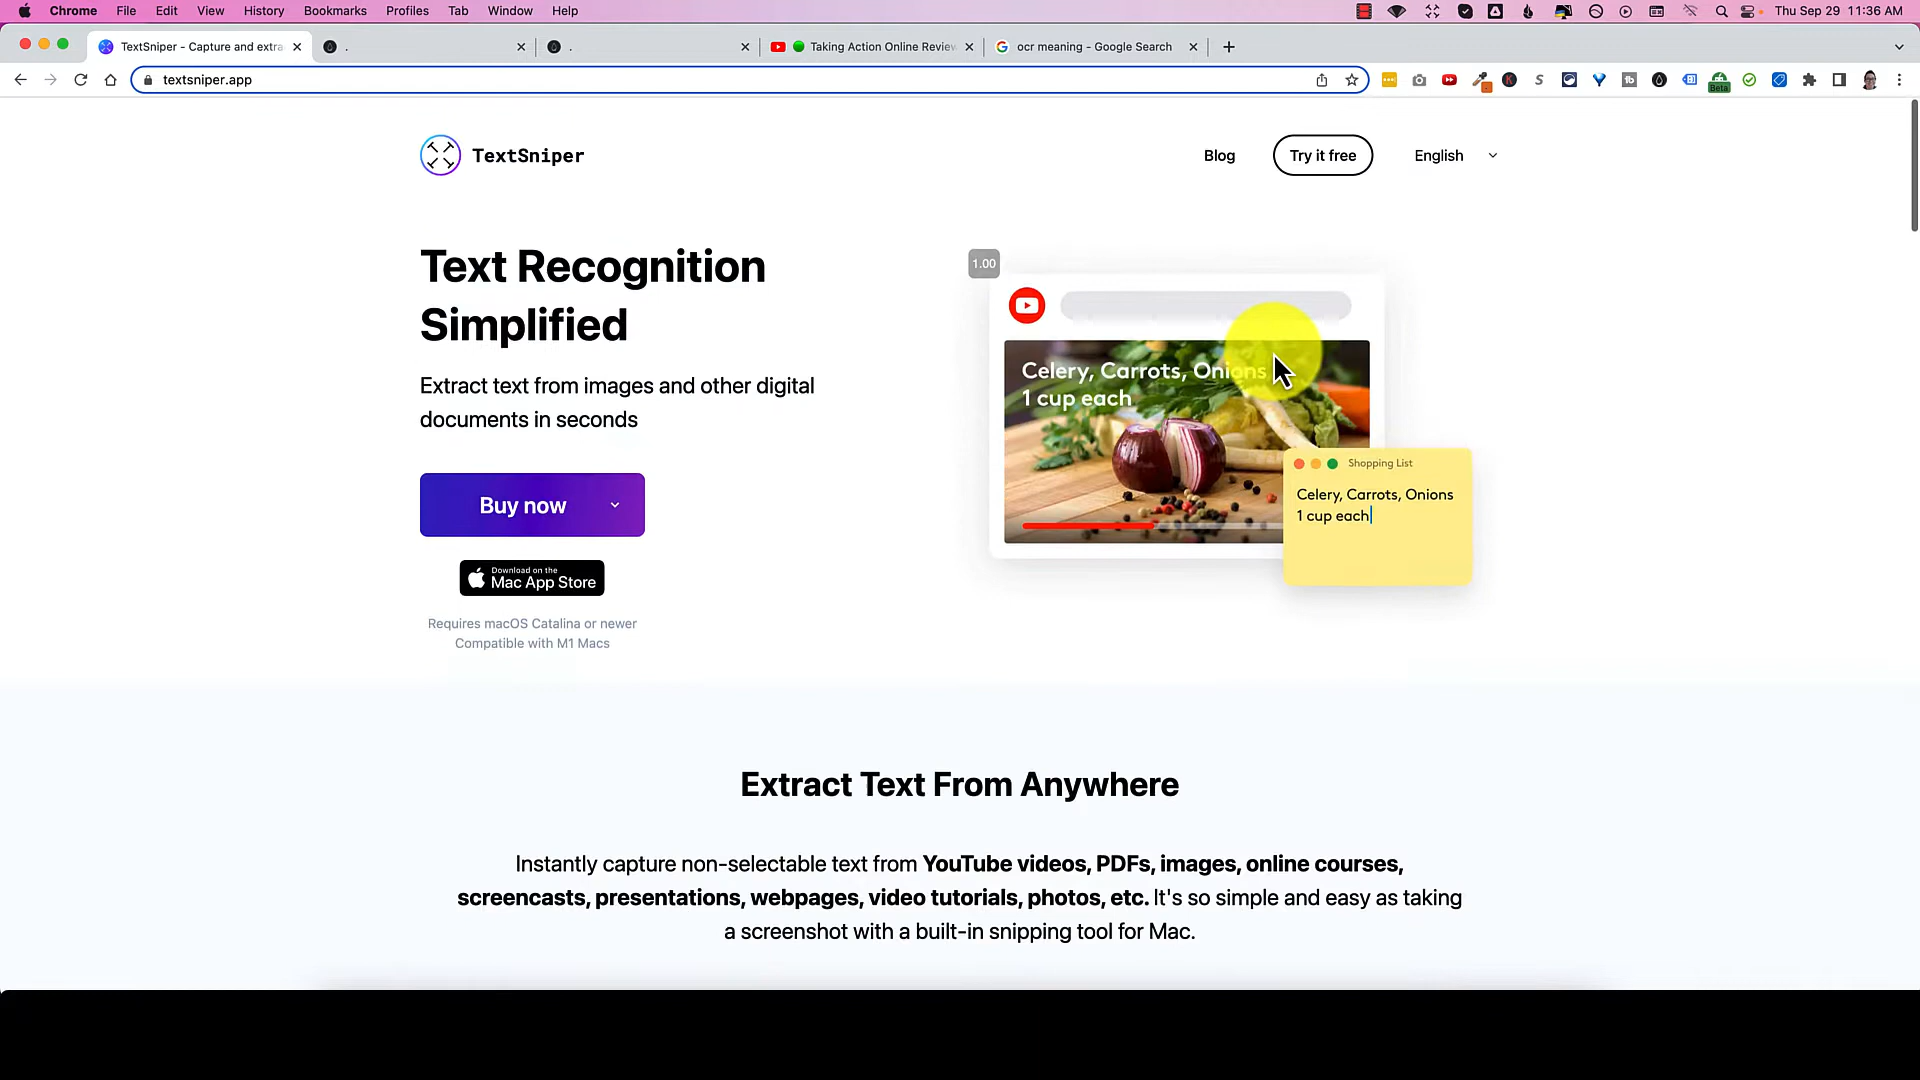 Chrome File Edit View History Bookmarks Profiles Tab Window Help Thu Sep 29 11:36 AM
TextSniper - Capture and extra . . Taking Action Online Review ocr meaning - Google Search
textsniper.app
Beta
TextSniper Blog Try it free English
1.00
Text Recognition
Simplified
Celery, Carrots, Onions
1 cup each
Extract text from images and other digital
documents in seconds
Shopping List
Celery, Carrots, Onions
1 cup each
Buy now
Download on the
Mac App Store
Requires macOS Catalina or newer
Compatible with M1 Macs
Extract Text From Anywhere
Instantly capture non-selectable text from YouTube videos, PDFs, images, online courses,
screencasts, presentations, webpages, video tutorials, photos, etc. It's so simple and easy as taking
a screenshot with a built-in snipping tool for Mac.